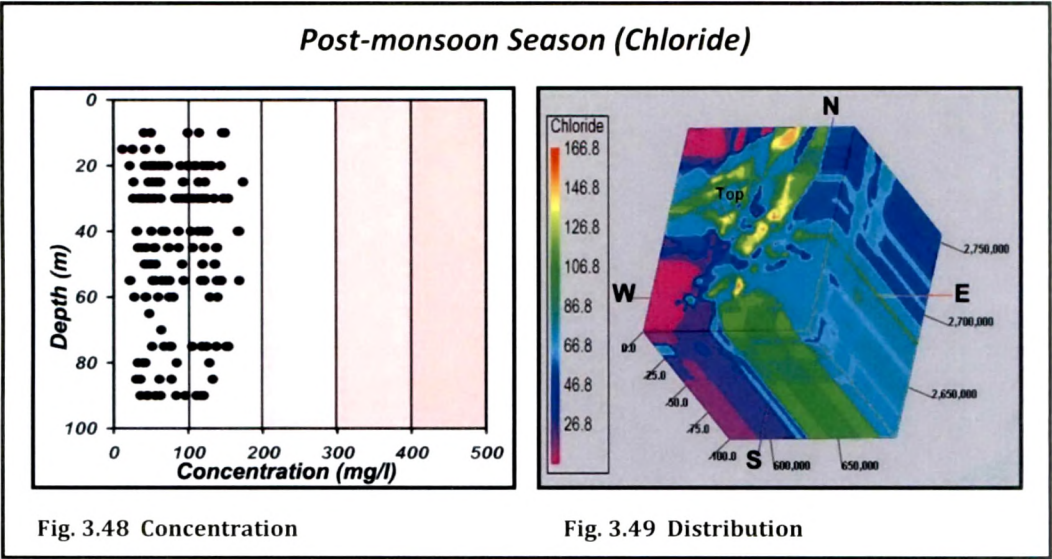 Post-monsoon Season (Chloride)
0
20
40
60
80
100
Depth (m)
0 100 200 300 400 500
Concentration (mg/l)
Fig. 3.48 Concentration
Chloride
166.8
146.8
126.8
106.8
86.8
66.8
46.8
26.8
N
Top
W
E
S
2,750,000
2,700,000
2,650,000
0.0
-25.0
-50.0
-75.0
-100.0
600,000
650,000
Fig. 3.49 Distribution